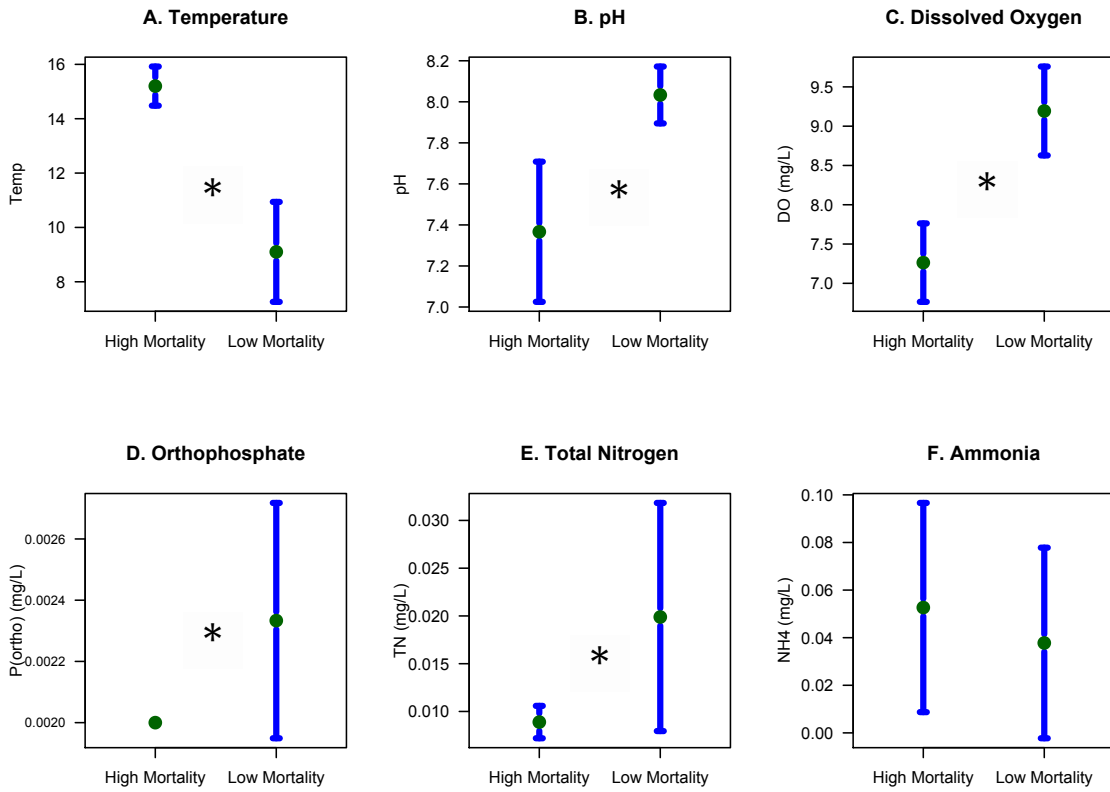 A. Temperature
B. pH
C. Dissolved Oxygen
Temp
16
14
12
10
8
High Mortality Low Mortality
pH
8.2
8.0
7.8
7.6
7.4
7.2
7.0
High Mortality Low Mortality
DO (mg/L)
9.5
9.0
8.5
8.0
7.5
7.0
High Mortality Low Mortality
*
*
*
D. Orthophosphate
E. Total Nitrogen
F. Ammonia
P(ortho) (mg/L)
0.0026
0.0024
0.0022
0.0020
High Mortality Low Mortality
TN (mg/L)
0.030
0.025
0.020
0.015
0.010
High Mortality Low Mortality
NH4 (mg/L)
0.10
0.08
0.06
0.04
0.02
0.00
High Mortality Low Mortality
*
*